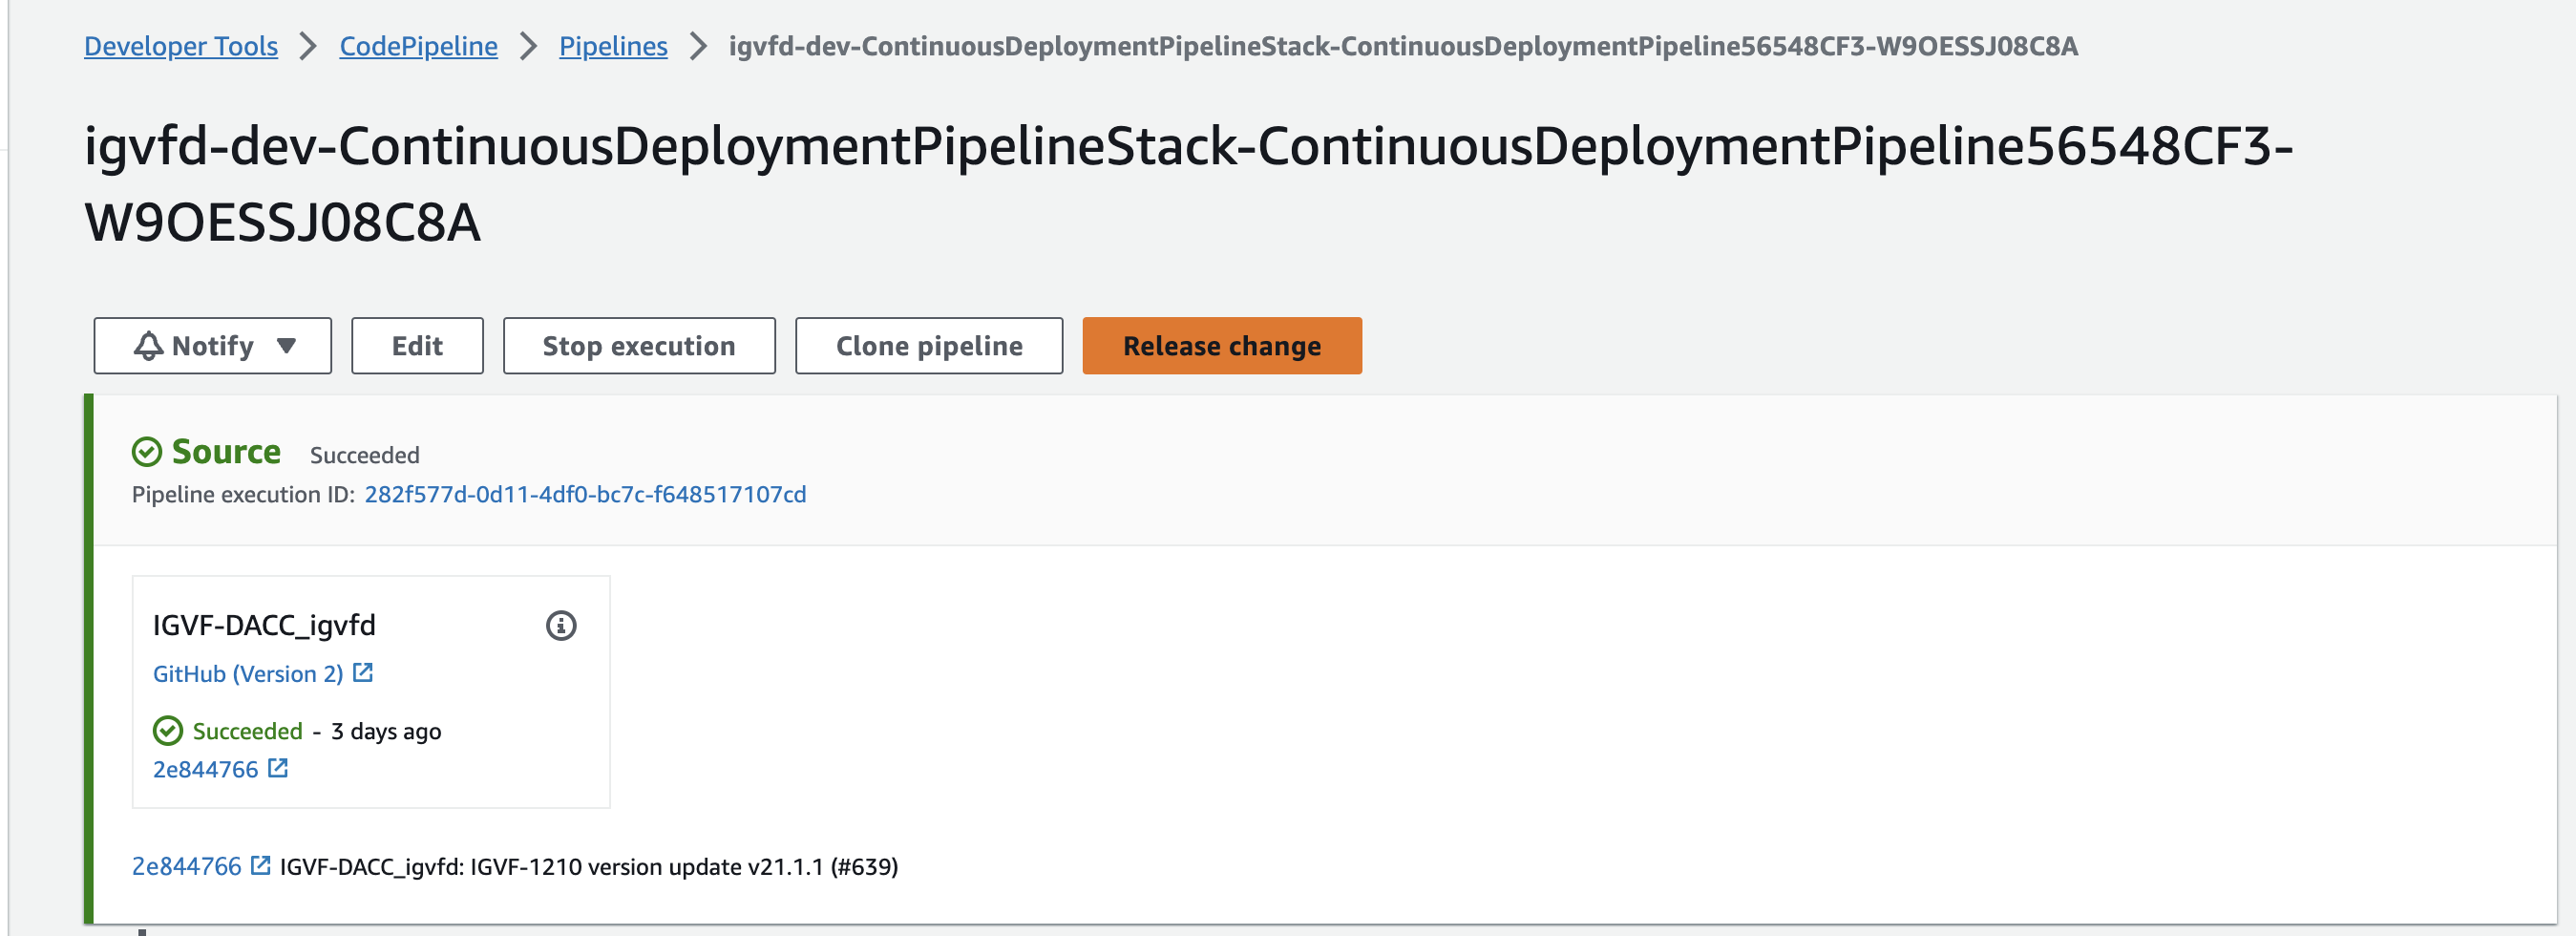 Developer Tools > CodePipeline > Pipelines > igvfd-dev-ContinuousDeploymentPipelineStack-ContinuousDeploymentPipeline56548CF3-W9OESSJ08C8A
igvfd-dev-ContinuousDeploymentPipelineStack-ContinuousDeploymentPipeline56548CF3-
W9OESSJ08C8A
Notify Edit Stop execution Clone pipeline Release change
Source Succeeded
Pipeline execution ID: 282f577d-0d11-4df0-bc7c-f648517107cd
IGVF-DACC_igvfd
GitHub (Version 2)
Succeeded - 3 days ago
2e844766
2e844766 IGVF-DACC_igvfd: IGVF-1210 version update v21.1.1 (#639)